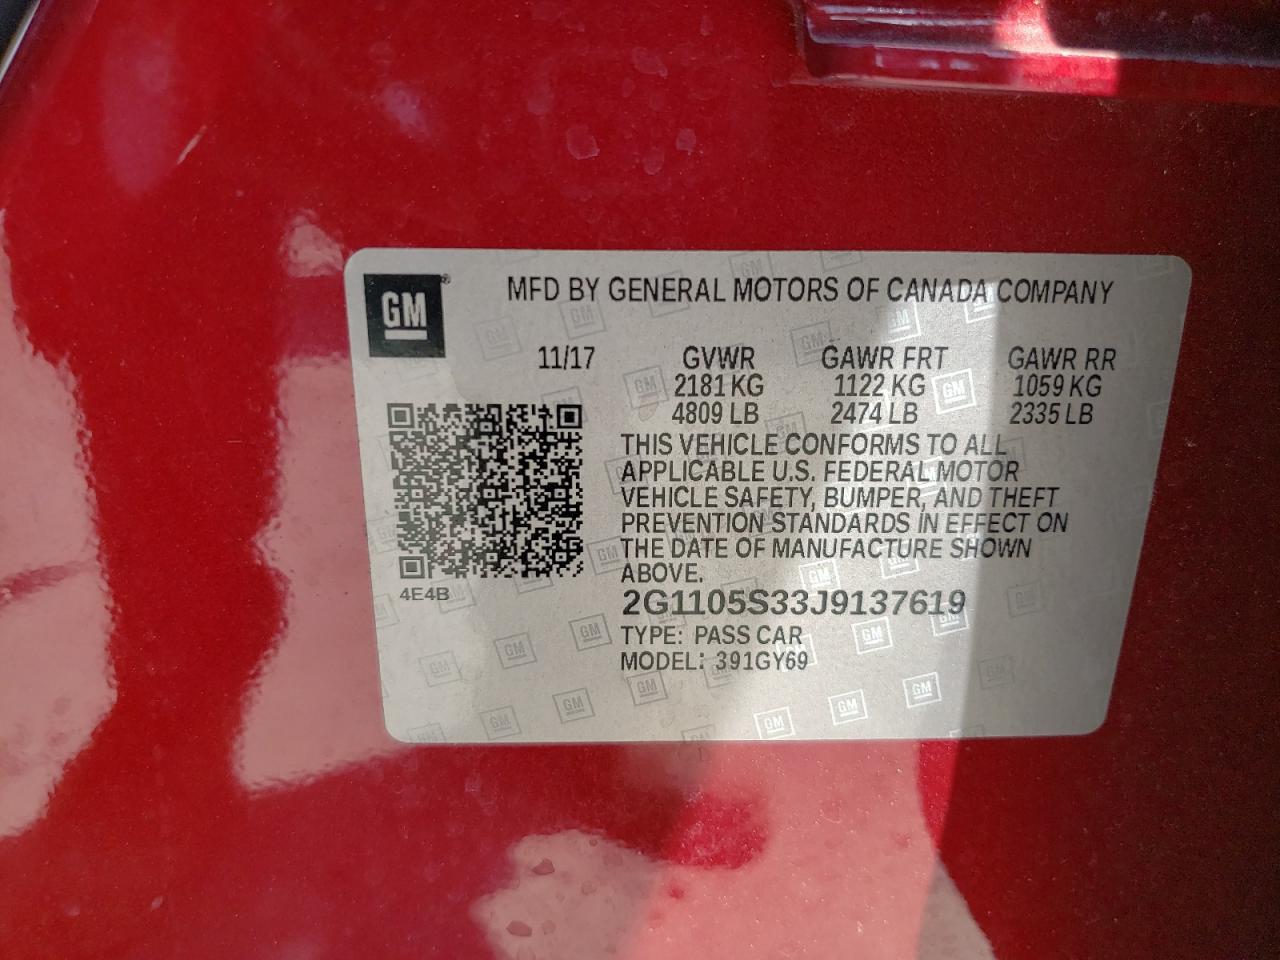 GM®
MFD BY GENERAL MOTORS OF CANADA COMPANY
11/17 GVWR GAWR FRT GAWR RR
2181 KG 1122 KG 1059 KG
4809 LB 2474 LB 2335 LB
THIS VEHICLE CONFORMS TO ALL
APPLICABLE U.S. FEDERAL MOTOR
VEHICLE SAFETY, BUMPER, AND THEFT
PREVENTION STANDARDS IN EFFECT ON
THE DATE OF MANUFACTURE SHOWN
ABOVE.
4E4B
2G1105S33J9137619
TYPE: PASS CAR
MODEL: 391GY69